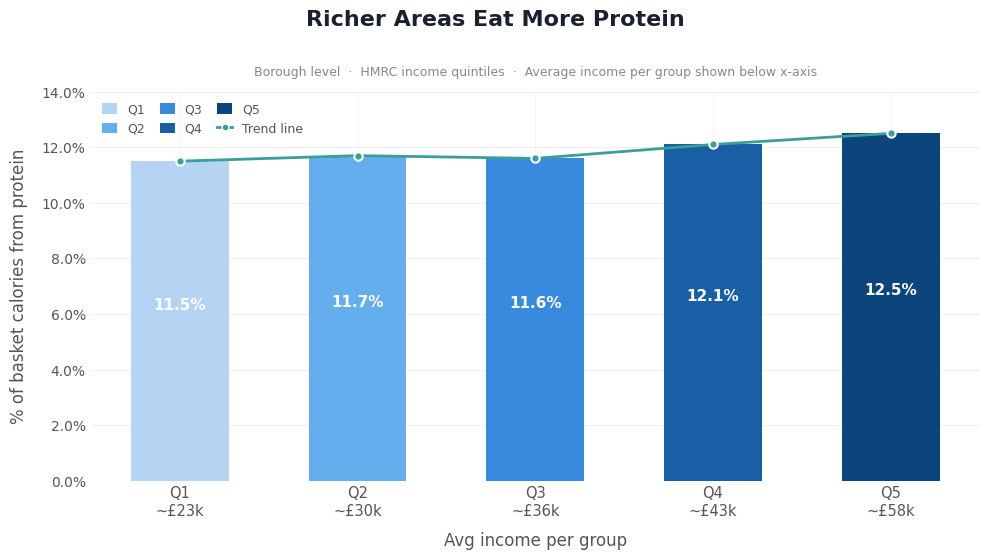 Richer Areas Eat More Protein
Borough level · HMRC income quintiles · Average income per group shown below x-axis
% of basket calories from protein
14.0%
12.0%
10.0%
8.0%
6.0%
4.0%
2.0%
0.0%
Q1 Q3 Q5
Q2 Q4 Trend line
11.5% 11.7% 11.6% 12.1% 12.5%
Q1 Q2 Q3 Q4 Q5
~£23k ~£30k ~£36k ~£43k ~£58k
Avg income per group